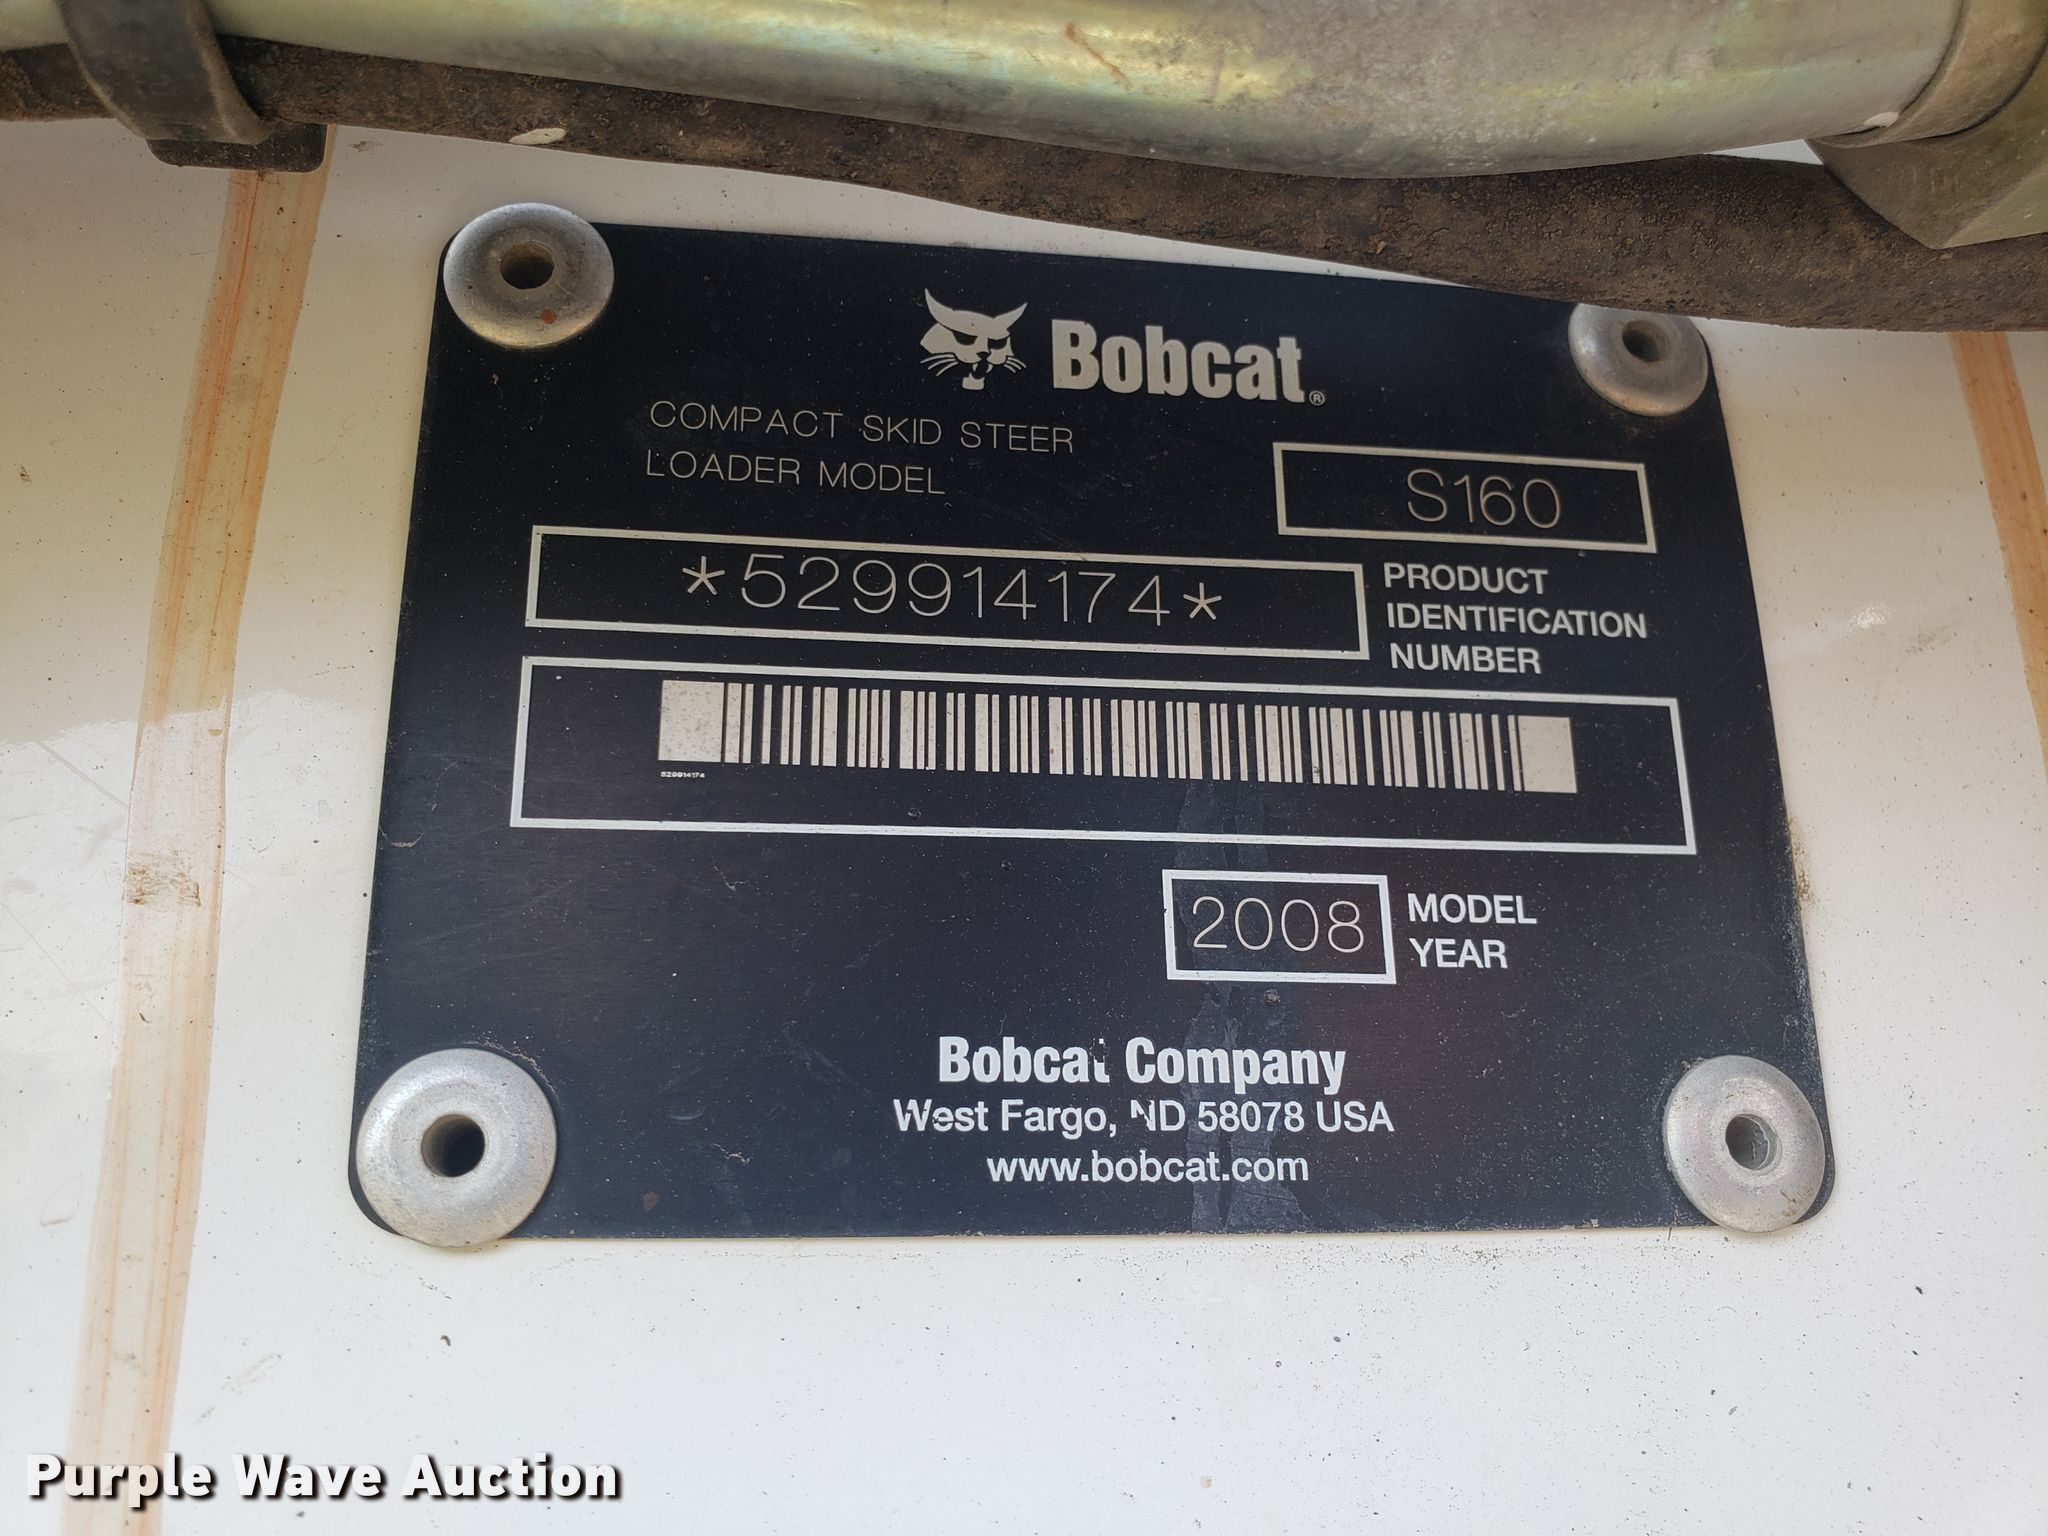 Bobcat®
COMPACT SKID STEER
LOADER MODEL
S160
*529914174*
PRODUCT
IDENTIFICATION
NUMBER
529914174
2008
MODEL
YEAR
Bobcat Company
West Fargo, ND 58078 USA
www.bobcat.com
Purple Wave Auction